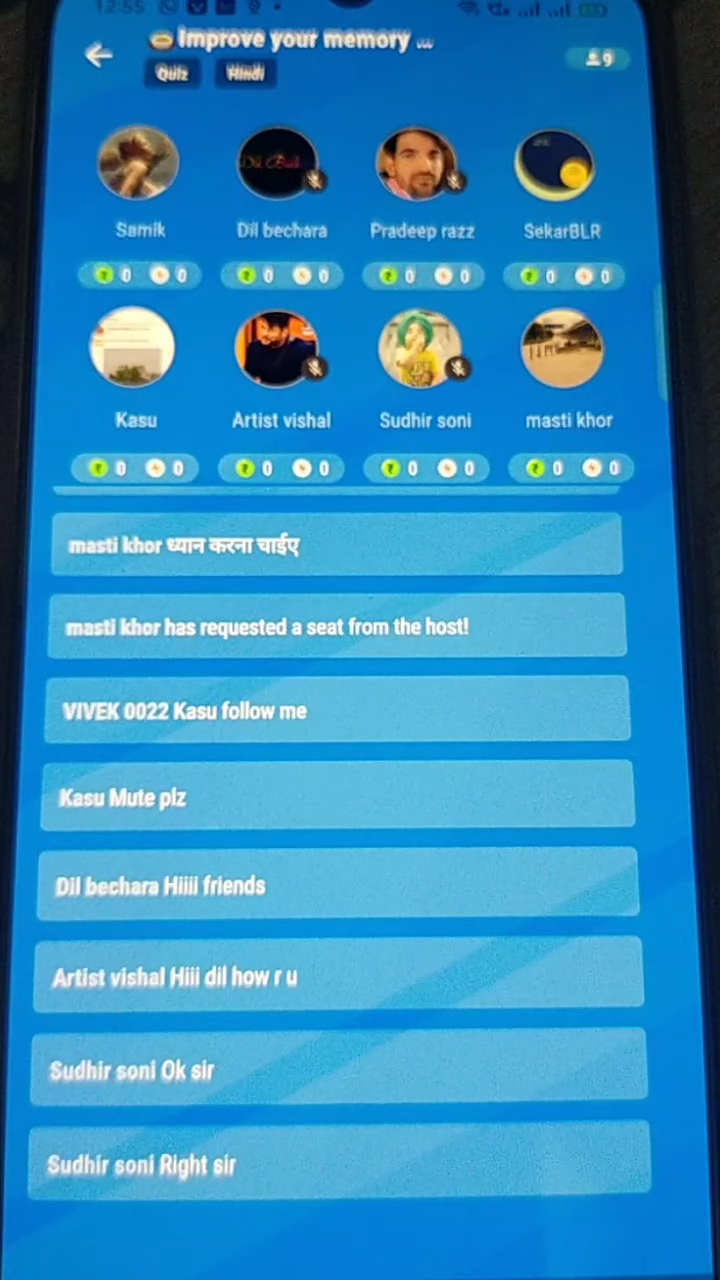 12:55
Improve your memory ...
Quiz Hindi
9
Samik Dil bechara Pradeep razz SekarBLR
0 0 0 0 0 0 0 0
Kasu Artist vishal Sudhir soni masti khor
0 0 0 0 0 0 0 0
masti khor ध्यान करना चाईए
masti khor has requested a seat from the host!
VIVEK 0022 Kasu follow me
Kasu Mute plz
Dil bechara Hiiii friends
Artist vishal Hiii dil how r u
Sudhir soni Ok sir
Sudhir soni Right sir